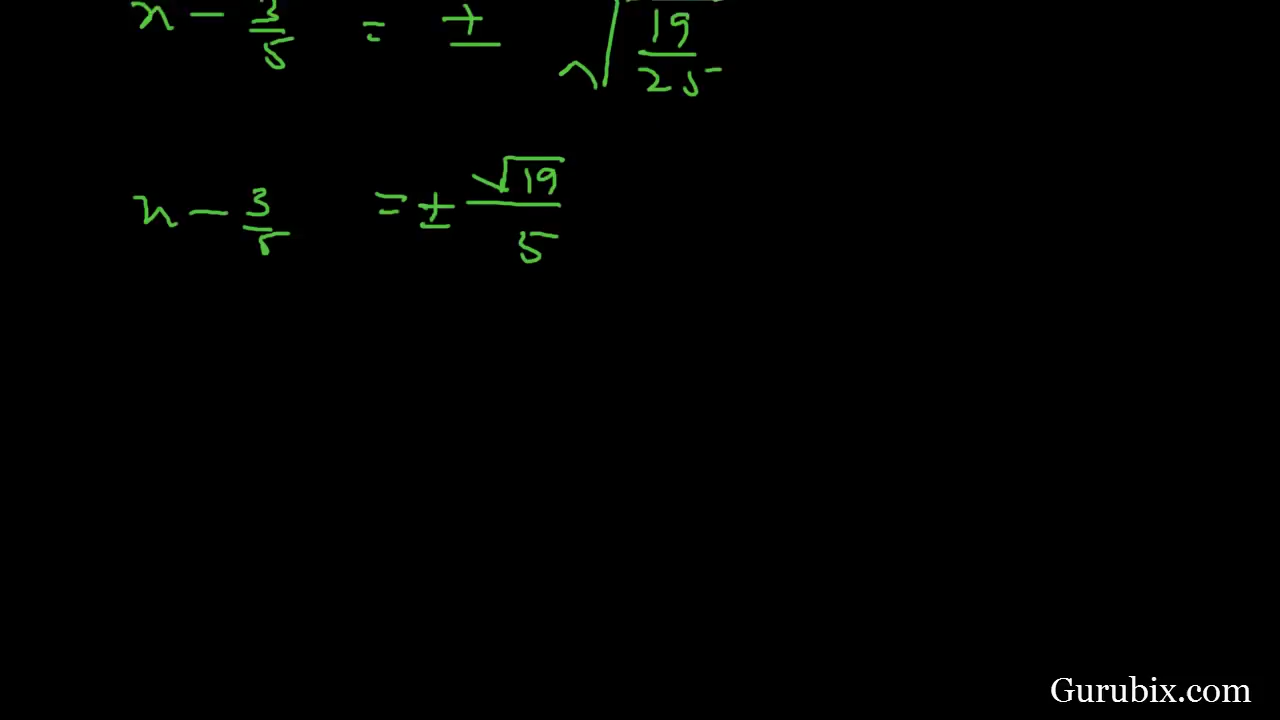 x - 3/5 = ± √(19/25)
x - 3/5 = ± √19/5
Gurubix.com